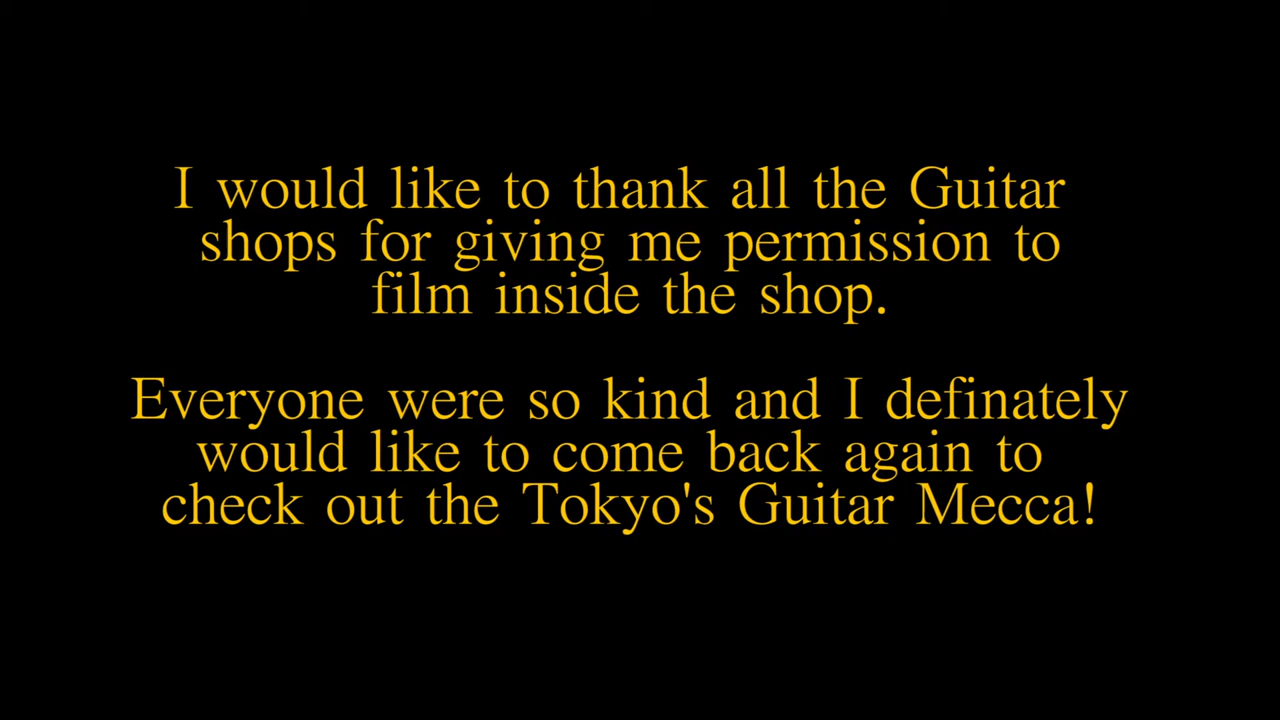 I would like to thank all the Guitar
shops for giving me permission to
film inside the shop.
Everyone were so kind and I definately
would like to come back again to
check out the Tokyo's Guitar Mecca!